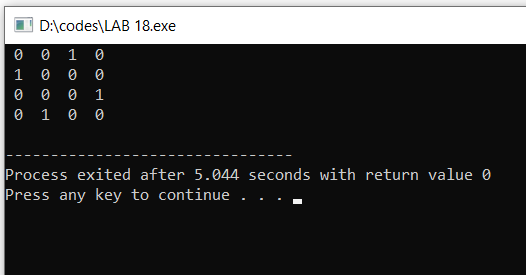 D:\codes\LAB 18.exe
0 0 1 0
1 0 0 0
0 0 0 1
0 1 0 0
--------------------------------
Process exited after 5.044 seconds with return value 0
Press any key to continue . . .